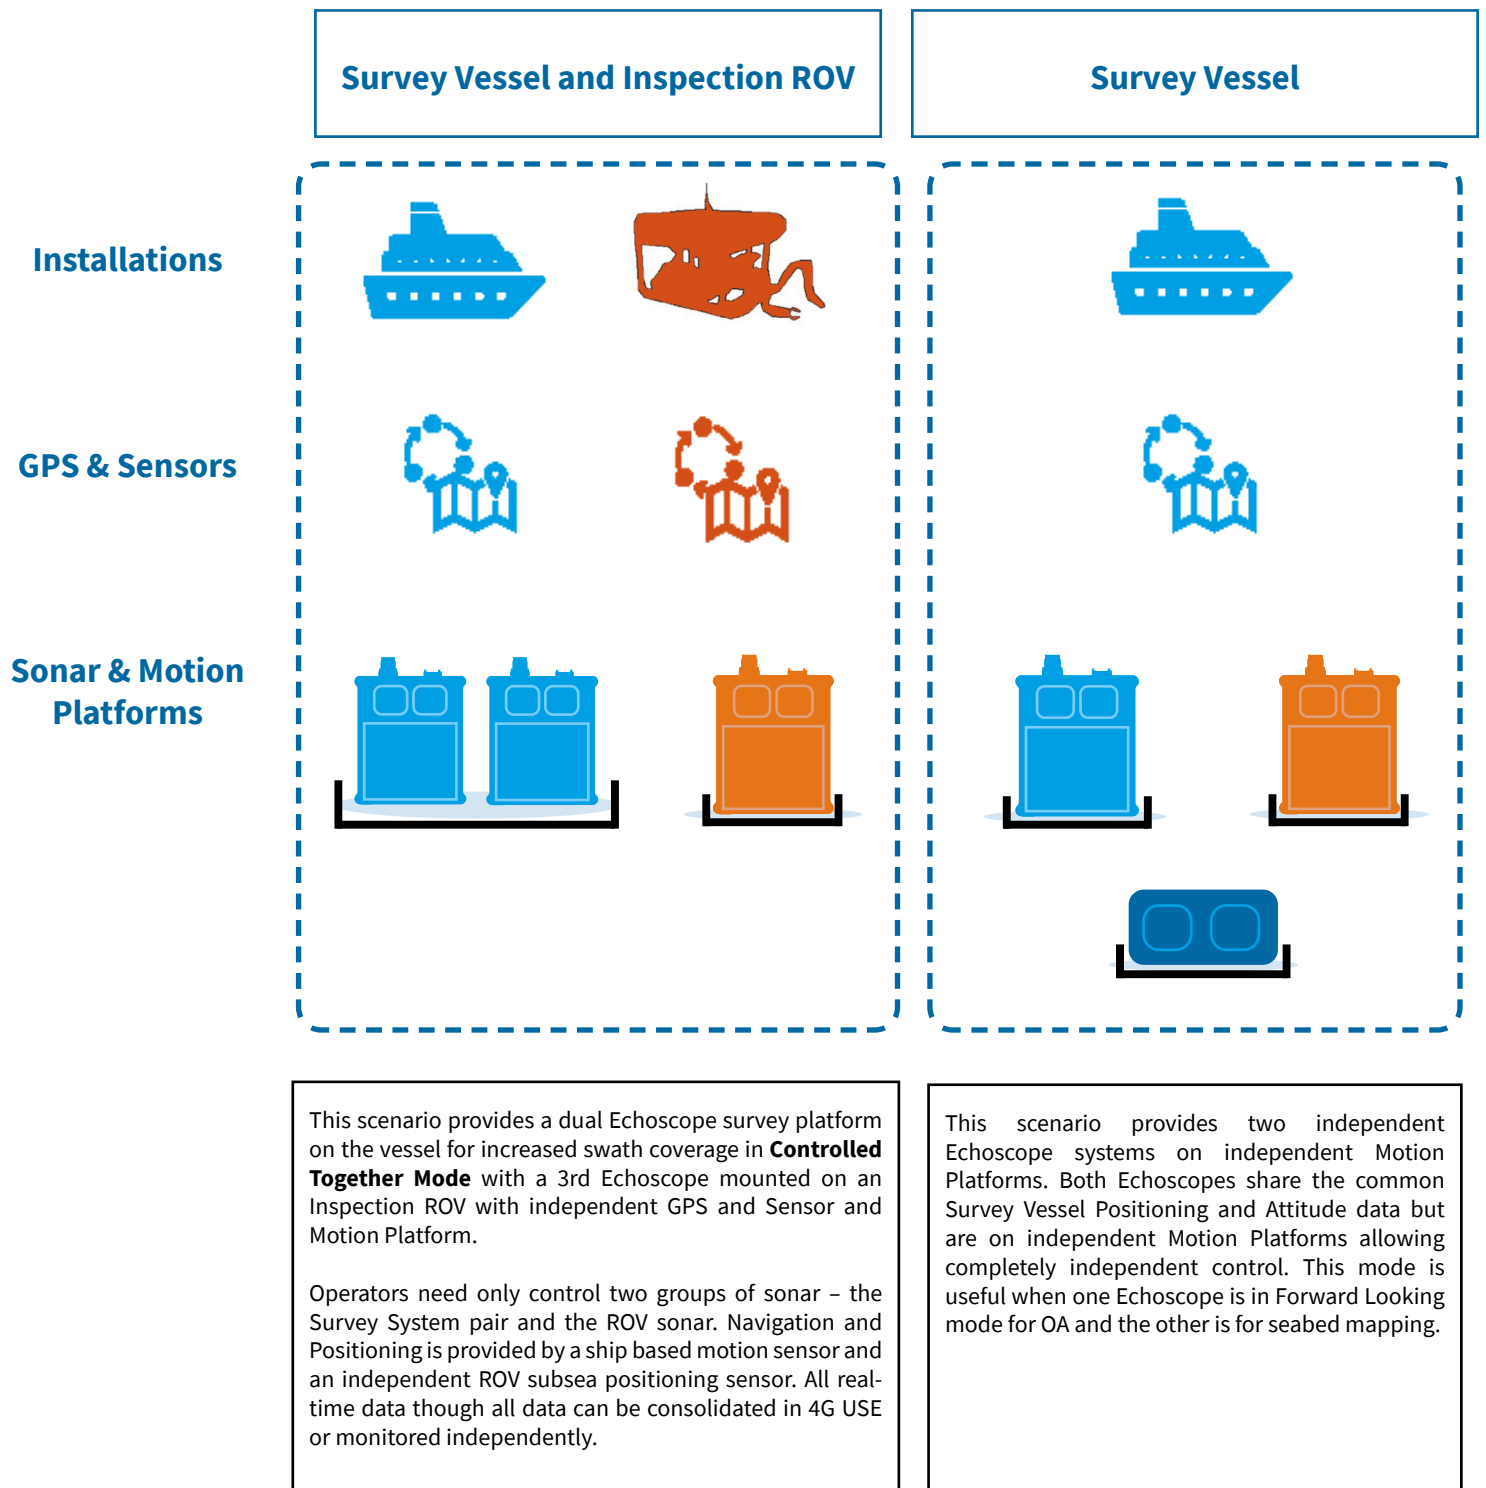 Survey Vessel and Inspection ROV
Survey Vessel
Installations
GPS & Sensors
Sonar & Motion
Platforms
This scenario provides a dual Echoscope survey platform
on the vessel for increased swath coverage in Controlled
Together Mode with a 3rd Echoscope mounted on an
Inspection ROV with independent GPS and Sensor and
Motion Platform.
Operators need only control two groups of sonar – the
Survey System pair and the ROV sonar. Navigation and
Positioning is provided by a ship based motion sensor and
an independent ROV subsea positioning sensor. All real-
time data though all data can be consolidated in 4G USE
or monitored independently.
This scenario provides two independent
Echoscope systems on independent Motion
Platforms. Both Echoscopes share the common
Survey Vessel Positioning and Attitude data but
are on independent Motion Platforms allowing
completely independent control. This mode is
useful when one Echoscope is in Forward Looking
mode for OA and the other is for seabed mapping.